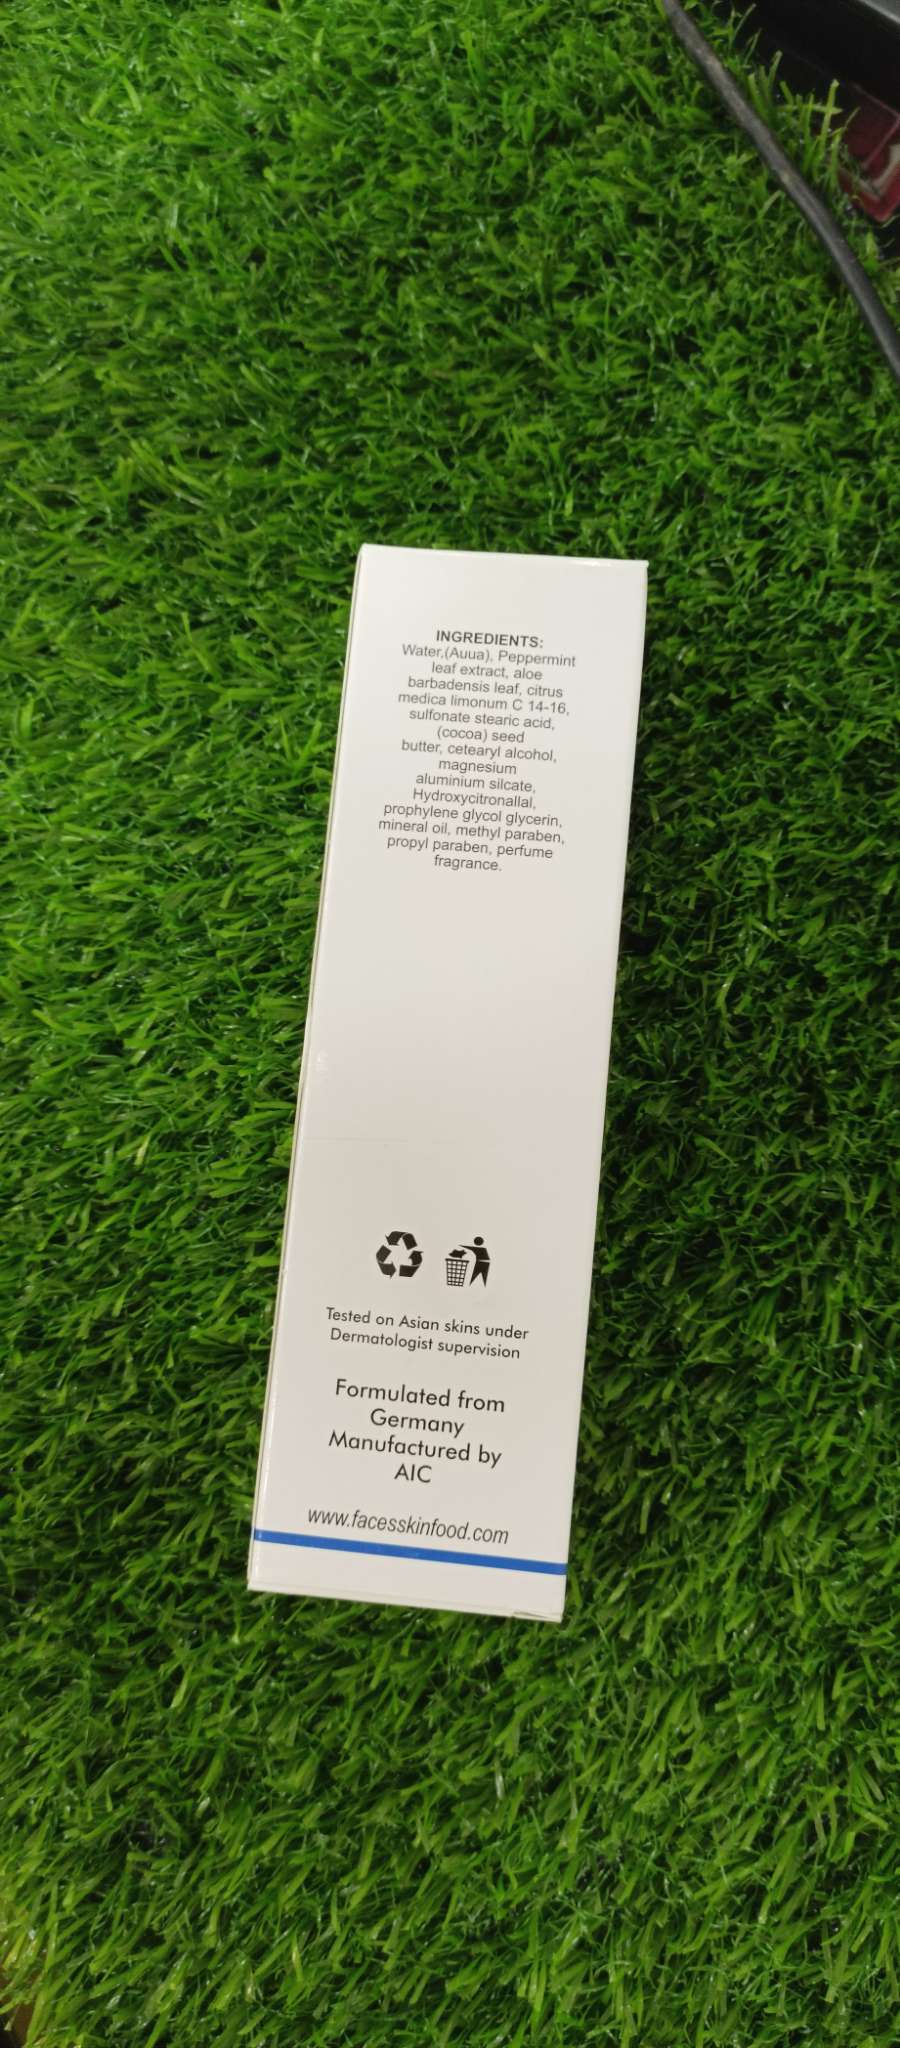 INGREDIENTS:
Water,(Auua), Peppermint
leaf extract, aloe
barbadensis leaf, citrus
medica limonum C 14-16,
sulfonate stearic acid,
(cocoa) seed
butter, cetearyl alcohol,
magnesium
aluminium silcate,
Hydroxycitronallal,
prophylene glycol glycerin,
mineral oil, methyl paraben,
propyl paraben, perfume
fragrance.
Tested on Asian skins under
Dermatologist supervision
Formulated from
Germany
Manufactured by
AIC
www.facesskinfood.com